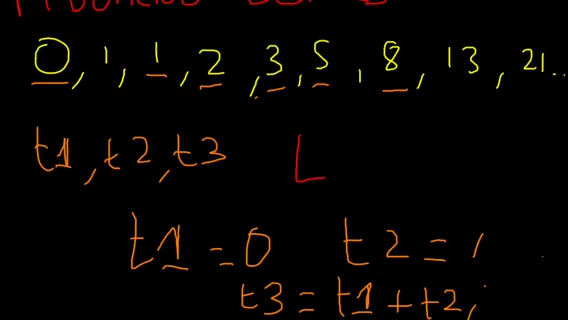 0, 1, 1, 2, 3, 5, 8, 13, 21..
t1, t2, t3 L
t1 = 0 t2 = 1
t3 = t1 + t2;